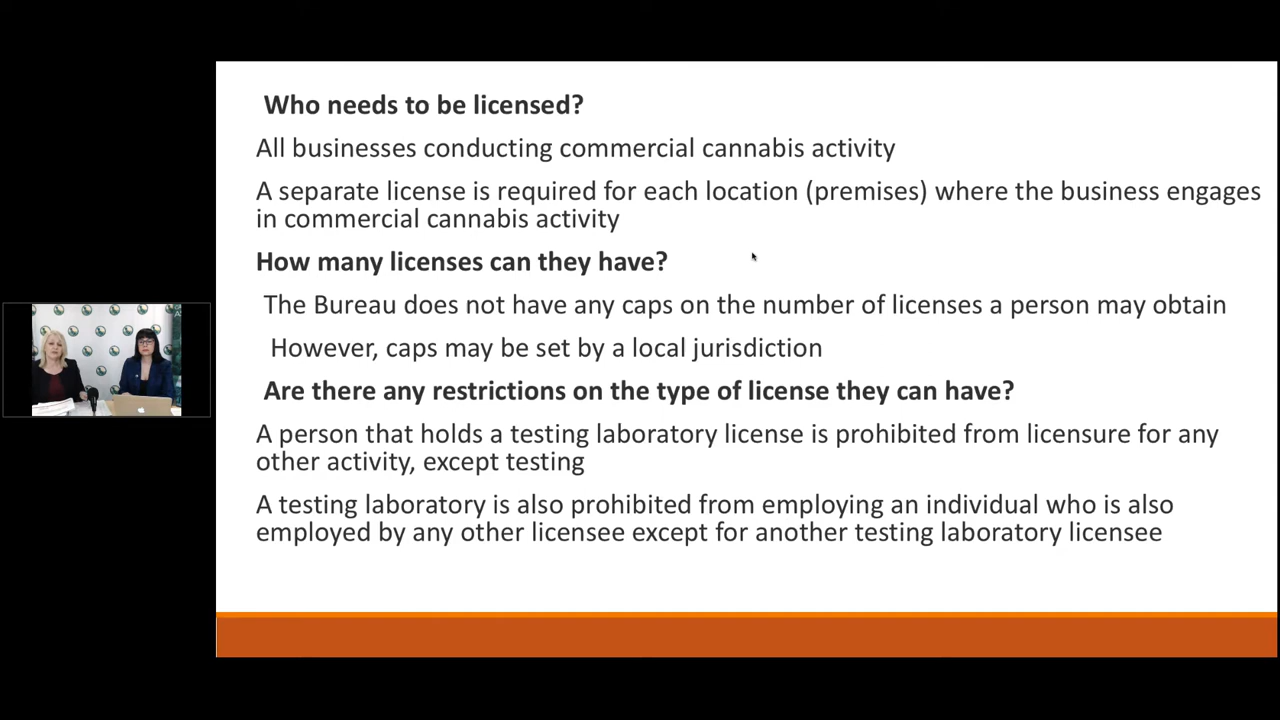 Who needs to be licensed?
All businesses conducting commercial cannabis activity
A separate license is required for each location (premises) where the business engages
in commercial cannabis activity
How many licenses can they have?
The Bureau does not have any caps on the number of licenses a person may obtain
However, caps may be set by a local jurisdiction
Are there any restrictions on the type of license they can have?
A person that holds a testing laboratory license is prohibited from licensure for any
other activity, except testing
A testing laboratory is also prohibited from employing an individual who is also
employed by any other licensee except for another testing laboratory licensee